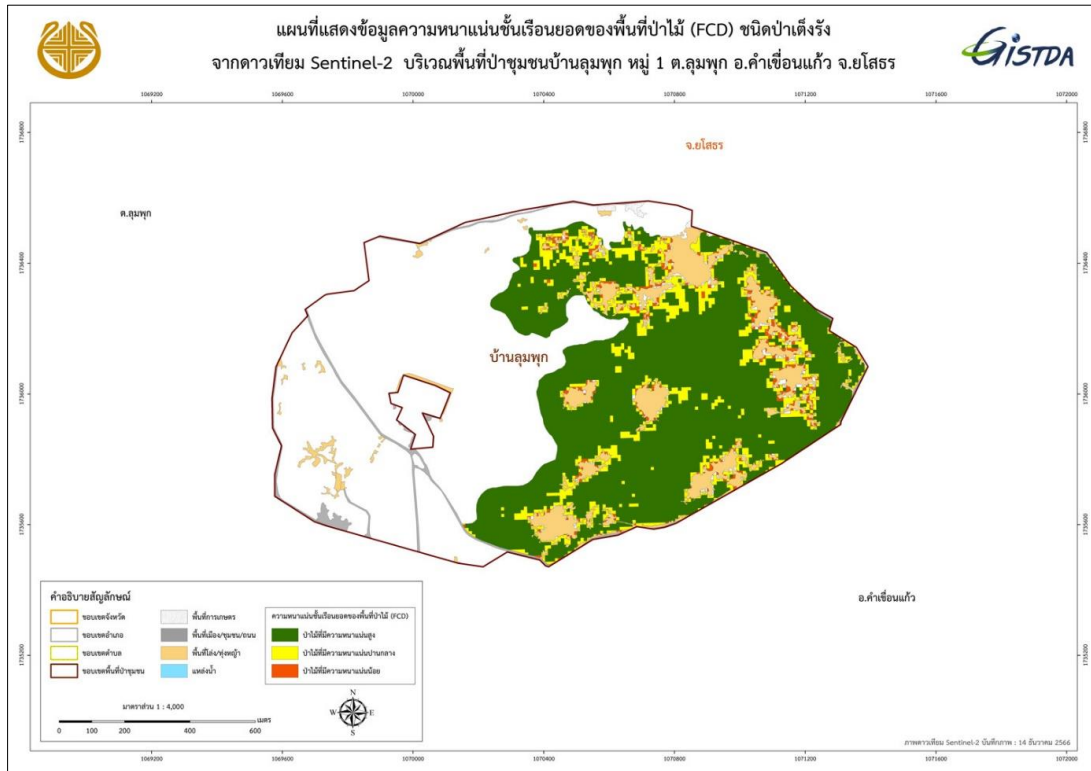 แผนที่แสดงข้อมูลความหนาแน่นชั้นเรือนยอดของพื้นที่ป่าไม้ (FCD) ชนิดป่าเต็งรัง
จากดาวเทียม Sentinel-2 บริเวณพื้นที่ป่าชุมชนบ้านลุมพุก หมู่ 1 ต.ลุมพุก อ.คำเขื่อนแก้ว จ.ยโสธร
GISTDA
1069200 1069600 1070000 1070400 1070800 1071200 1071600 1072000
1736800 1736800
จ.ยโสธร
ต.ลุมพุก
1736400 1736400
บ้านลุมพุก
1736000 1736000
1735600 1735600
อ.คำเขื่อนแก้ว
1735200 1735200
คำอธิบายสัญลักษณ์
ขอบเขตจังหวัด
ขอบเขตอำเภอ
ขอบเขตตำบล
ขอบเขตพื้นที่ป่าชุมชน
พื้นที่การเกษตร
พื้นที่เมือง/ชุมชน/ถนน
พื้นที่โล่ง/ทุ่งหญ้า
แหล่งน้ำ
ความหนาแน่นชั้นเรือนยอดของพื้นที่ป่าไม้ (FCD)
ป่าไม้ที่มีความหนาแน่นสูง
ป่าไม้ที่มีความหนาแน่นปานกลาง
ป่าไม้ที่มีความหนาแน่นน้อย
มาตราส่วน 1 : 4,000
0 100 200 400 600 เมตร
N
W E
S
ภาพดาวเทียม Sentinel-2 บันทึกภาพ : 14 ธันวาคม 2566
1069200 1069600 1070000 1070400 1070800 1071200 1071600 1072000